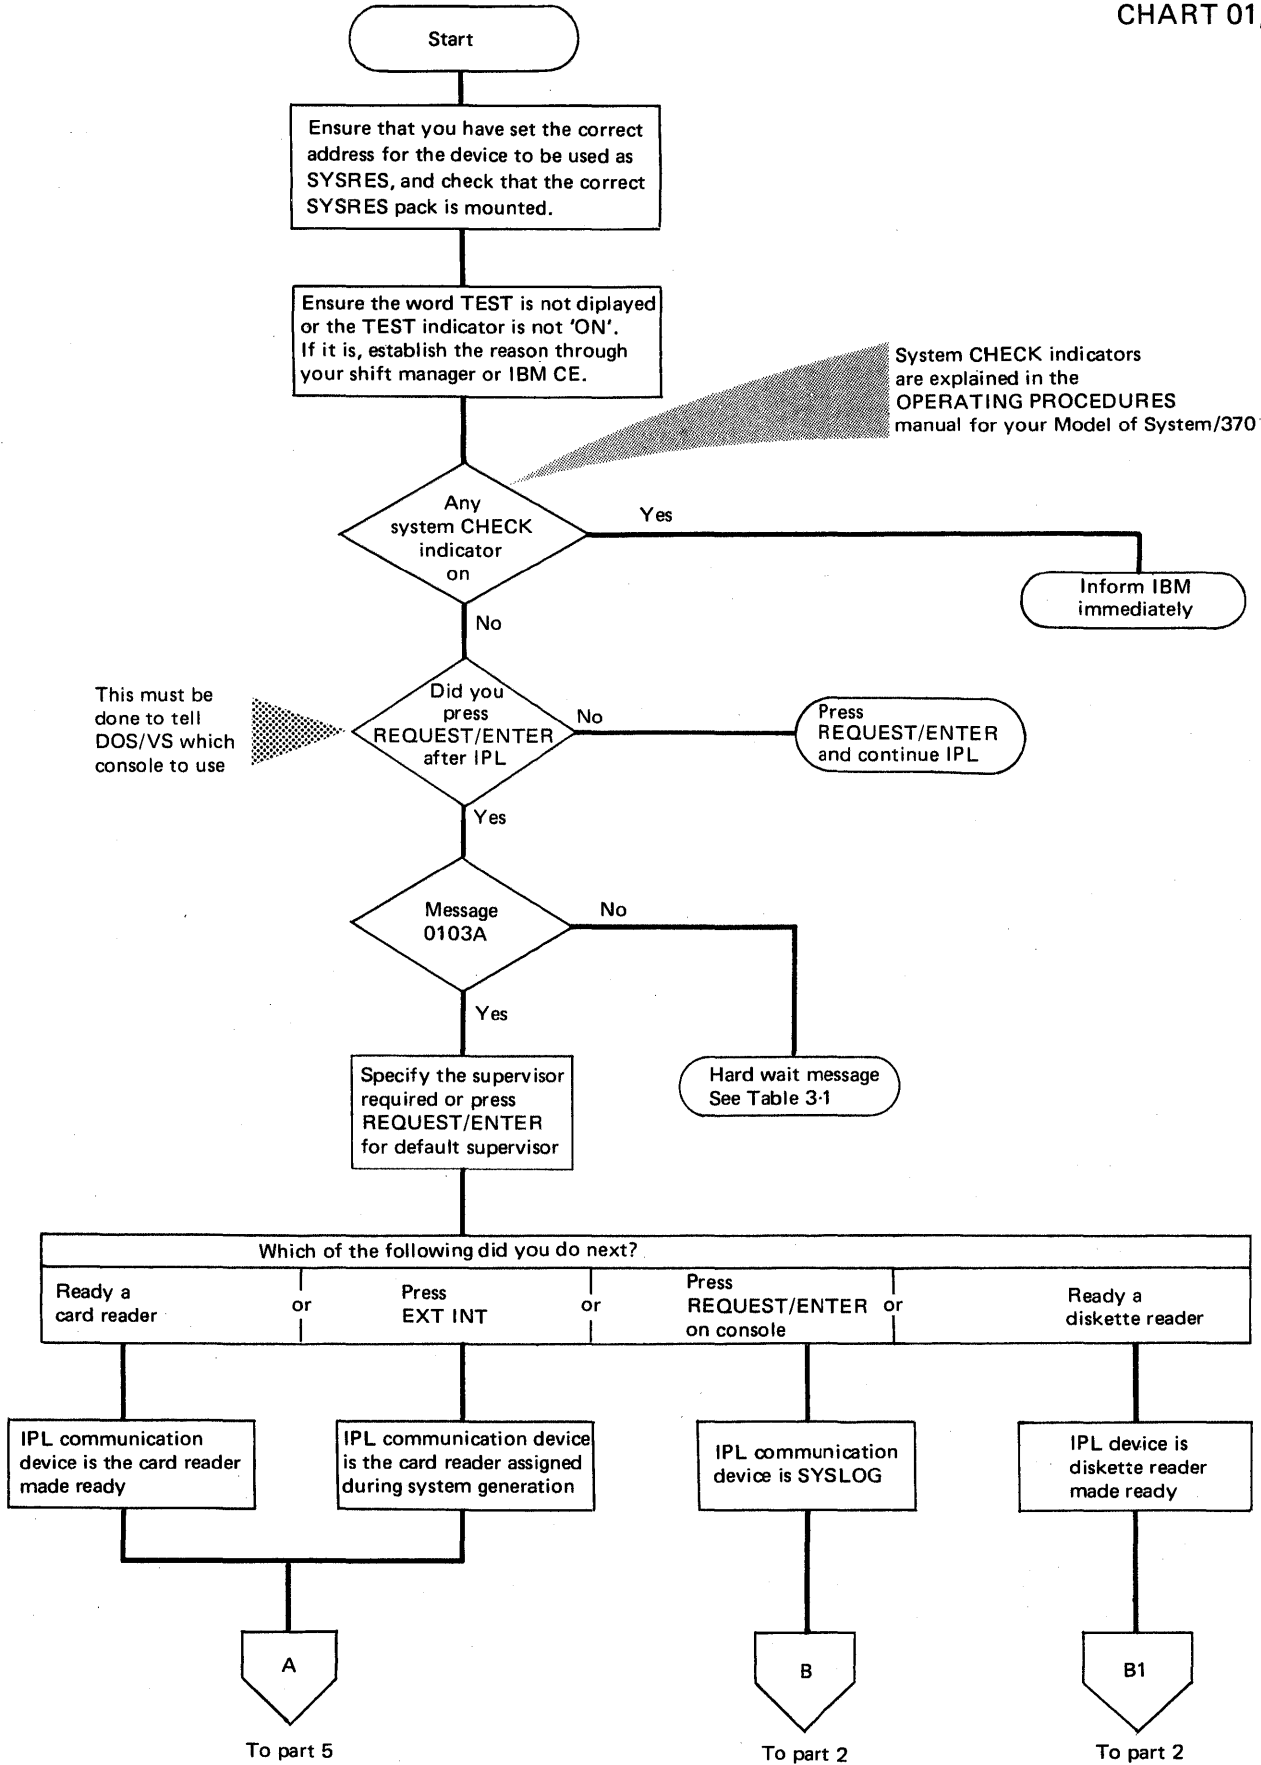 CHART 01,
Start
Ensure that you have set the correct
address for the device to be used as
SYSRES, and check that the correct
SYSRES pack is mounted.
Ensure the word TEST is not diplayed
or the TEST indicator is not 'ON'.
If it is, establish the reason through
your shift manager or IBM CE.
System CHECK indicators
are explained in the
OPERATING PROCEDURES
manual for your Model of System/370
Any
system CHECK
indicator
on
Yes
Inform IBM
immediately
No
This must be
done to tell
DOS/VS which
console to use
Did you
press
REQUEST/ENTER
after IPL
No
Press
REQUEST/ENTER
and continue IPL
Yes
Message
0103A
No
Hard wait message
See Table 3-1
Yes
Specify the supervisor
required or press
REQUEST/ENTER
for default supervisor
Which of the following did you do next?
Ready a
card reader
or
Press
EXT INT
or
Press
REQUEST/ENTER
on console
or
Ready a
diskette reader
IPL communication
device is the card reader
made ready
IPL communication device
is the card reader assigned
during system generation
IPL communication
device is SYSLOG
IPL device is
diskette reader
made ready
A
To part 5
B
To part 2
B1
To part 2